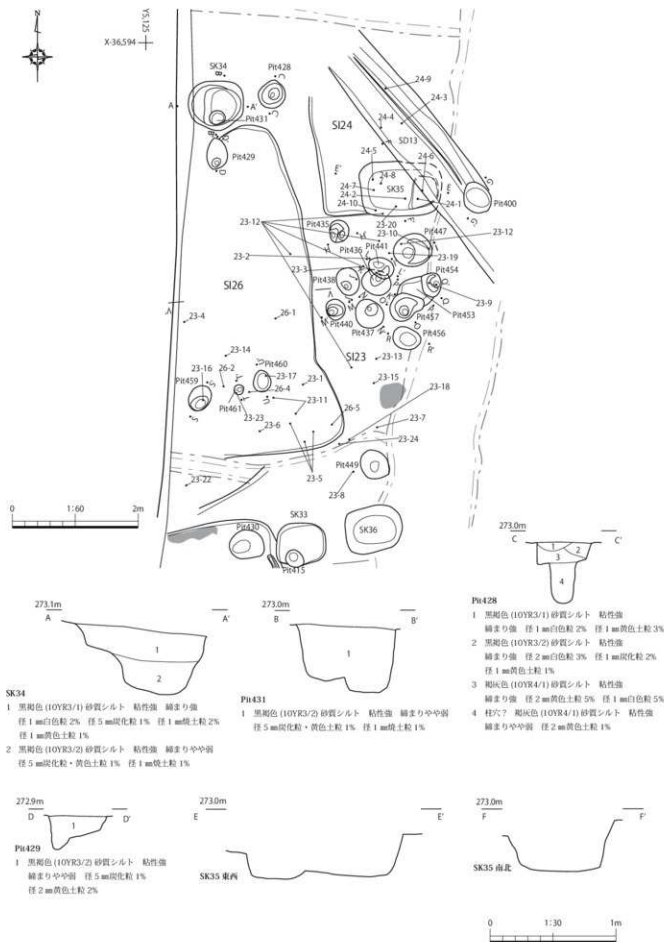 N
Y5,125
X-36,594
SK34
B
Pit428
C
A
A'
Pit431
C'
Pit429
D
24-9
24-3
24-4
SI24
SD13
24-5
24-6
24-8
24-7
SK35
24-2
24-10
24-1
E
E'
F
F'
G
G'
Pit400
23-12
Pit435
23-20
23-10
Pit447
23-12
Pit441
Pit436
23-2
23-19
23-3
Pit454
Pit438
SI26
23-9
Pit453
23-4
26-1
Pit440
Pit457
Pit437
Pit456
SI23
23-14
23-13
Pit460
23-16
26-2
23-17
23-1
23-15
Pit459
26-4
23-18
23-11
Pit461
23-23
26-5
23-7
23-6
23-24
23-5
Pit449
23-22
23-8
0 1:60 2m
SK33
SK36
Pit430
Pit415
273.0m
C C'
1
2
3
4
Pit428
1 黒褐色 (10YR3/1) 砂質シルト 粘性強
締まり強 径 1 ㎜白色粒 2% 径 1 ㎜黄色土粒 3%
2 黒褐色 (10YR3/2) 砂質シルト 粘性強
締まり強 径 2 ㎜白色粒 3% 径 1 ㎜炭化粒 2%
径 1 ㎜黄色土粒 1%
3 褐灰色 (10YR4/1) 砂質シルト 粘性強
締まり強 径 2 ㎜黄色土粒 5% 径 1 ㎜白色粒 5%
4 柱穴? 褐灰色 (10YR4/1) 砂質シルト 粘性強
締まりやや弱 径 2 ㎜黄色土粒 1%
273.1m
A A'
1
2
SK34
1 黒褐色 (10YR3/1) 砂質シルト 粘性強 締まり強
径 1 ㎜白色粒 2% 径 5 ㎜炭化粒 1% 径 1 ㎜焼土粒 2%
径 1 ㎜黄色土粒 1%
2 黒褐色 (10YR3/2) 砂質シルト 粘性強 締まりやや弱
径 5 ㎜炭化粒・黄色土粒 1% 径 1 ㎜焼土粒 1%
273.0m
B B'
1
Pit431
1 黒褐色 (10YR3/2) 砂質シルト 粘性強 締まりやや弱
径 5 ㎜炭化粒・黄色土粒 1% 径 1 ㎜焼土粒 1%
272.9m
D D'
1
Pit429
1 黒褐色 (10YR3/2) 砂質シルト 粘性強
締まりやや弱 径 5 ㎜炭化粒 1%
径 2 ㎜黄色土粒 2%
273.0m
E E'
SK35 東西
273.0m
F F'
SK35 南北
0 1:30 1m